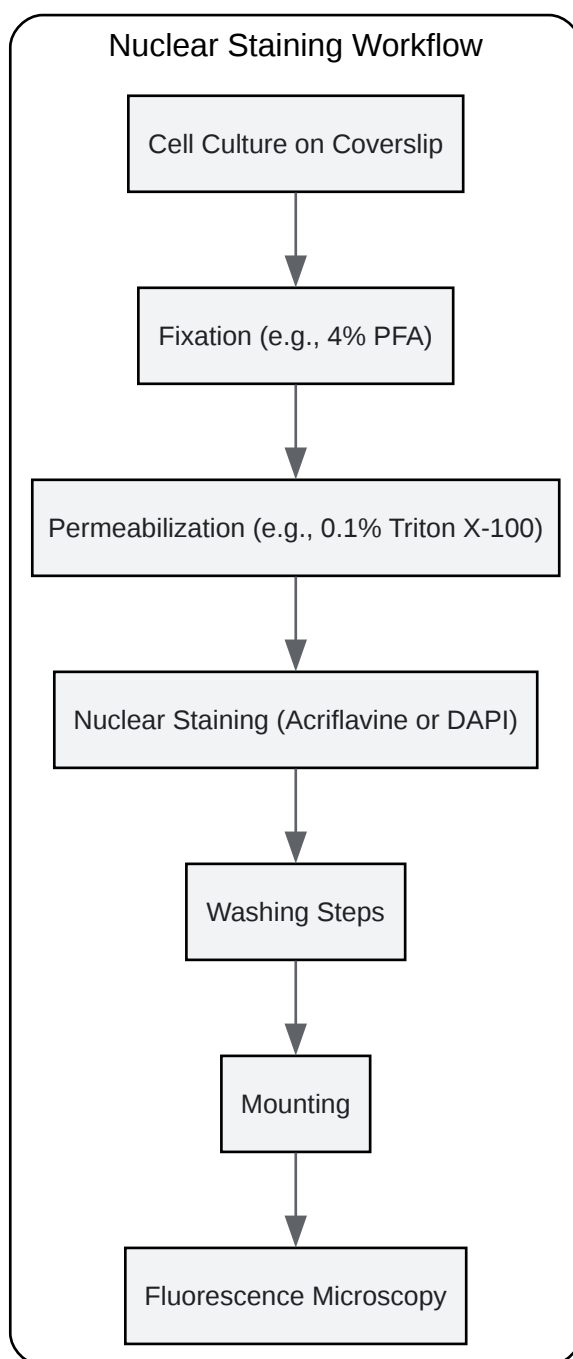 Nuclear Staining Workflow
Cell Culture on Coverslip
Fixation (e.g., 4% PFA)
Permeabilization (e.g., 0.1% Triton X-100)
Nuclear Staining (Acriflavine or DAPI)
Washing Steps
Mounting
Fluorescence Microscopy